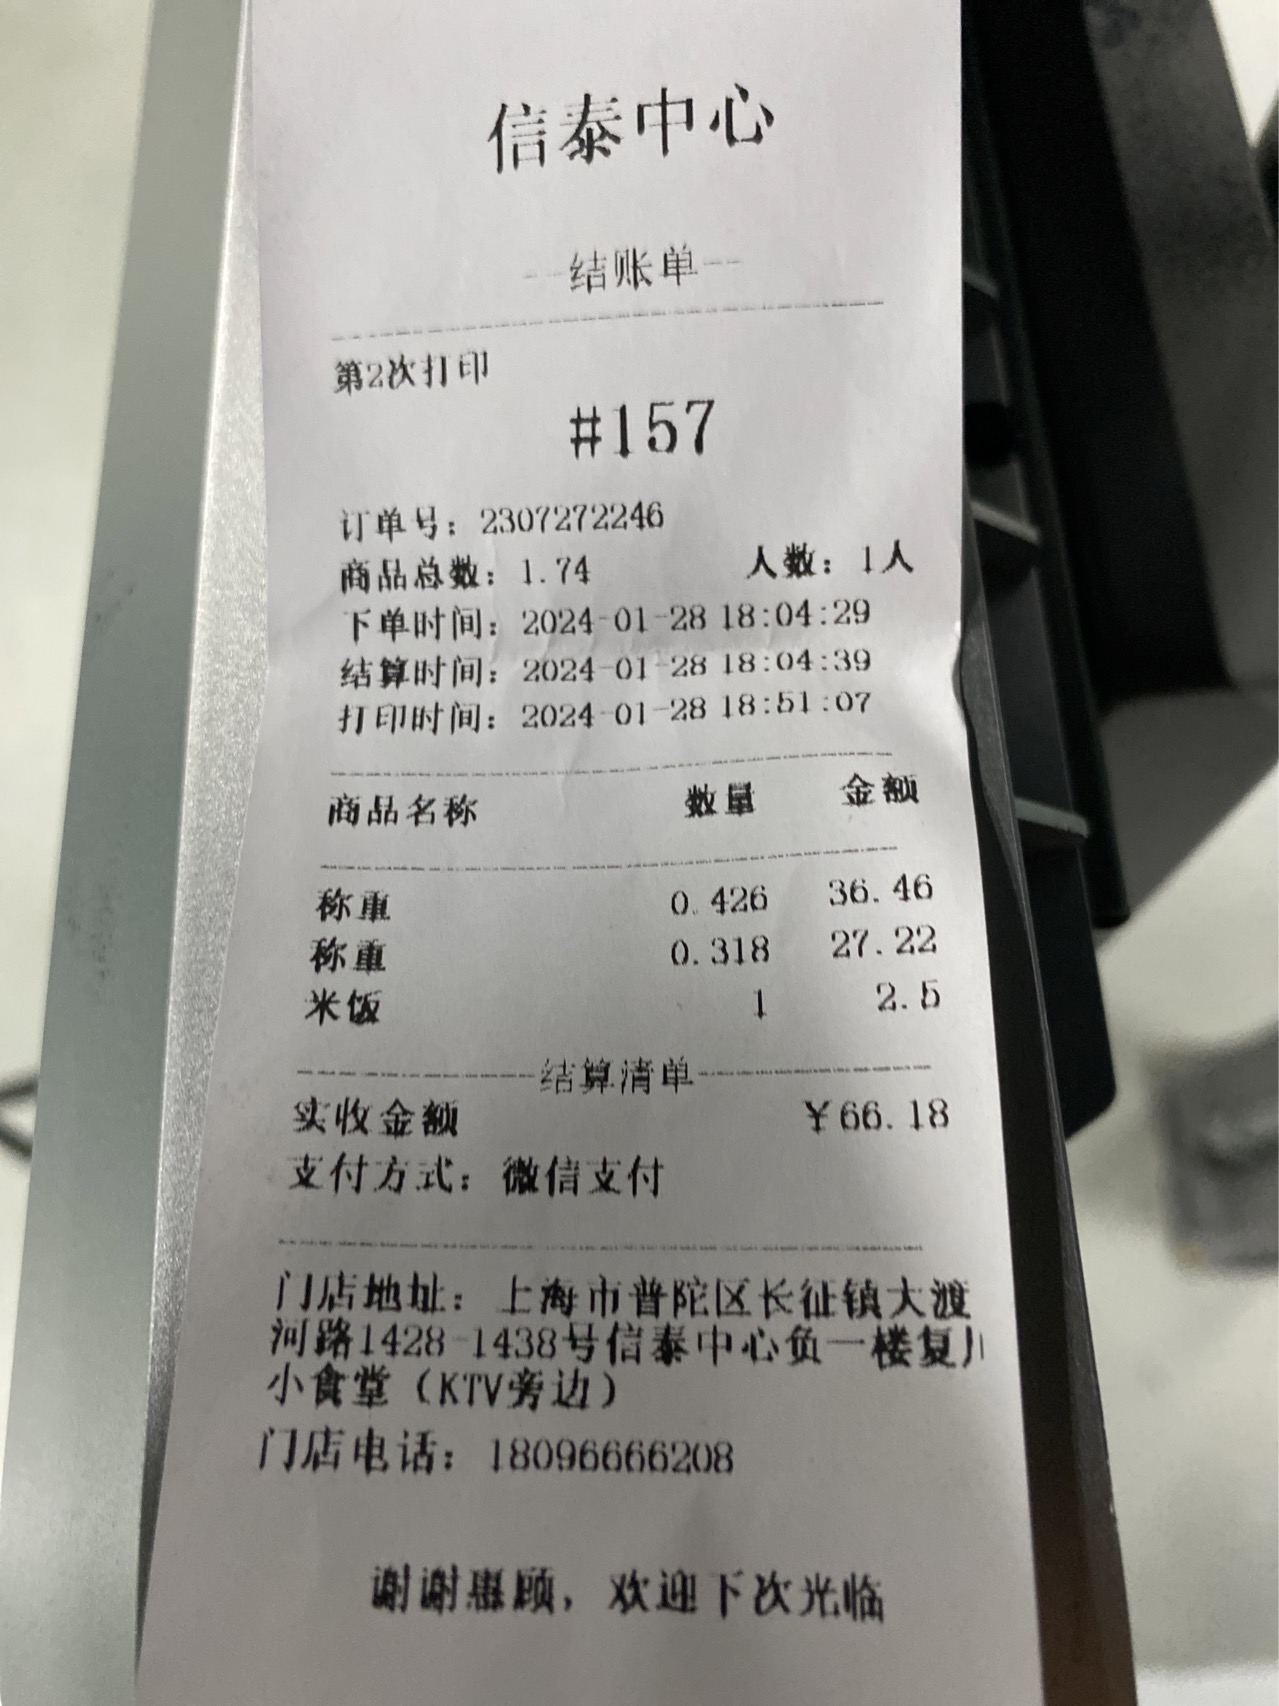 信泰中心
--结账单--
第2次打印
#157
订单号：2307272246
商品总数：1.74 人数：1人
下单时间：2024-01-28 18:04:29
结算时间：2024-01-28 18:04:39
打印时间：2024-01-28 18:51:07
商品名称 数量 金额
称重 0.426 36.46
称重 0.318 27.22
米饭 1 2.5
结算清单
实收金额 ￥66.18
支付方式：微信支付
门店地址：上海市普陀区长征镇大渡
河路1428-1438号信泰中心负一楼复
小食堂（KTV旁边）
门店电话：18096666208
谢谢惠顾，欢迎下次光临